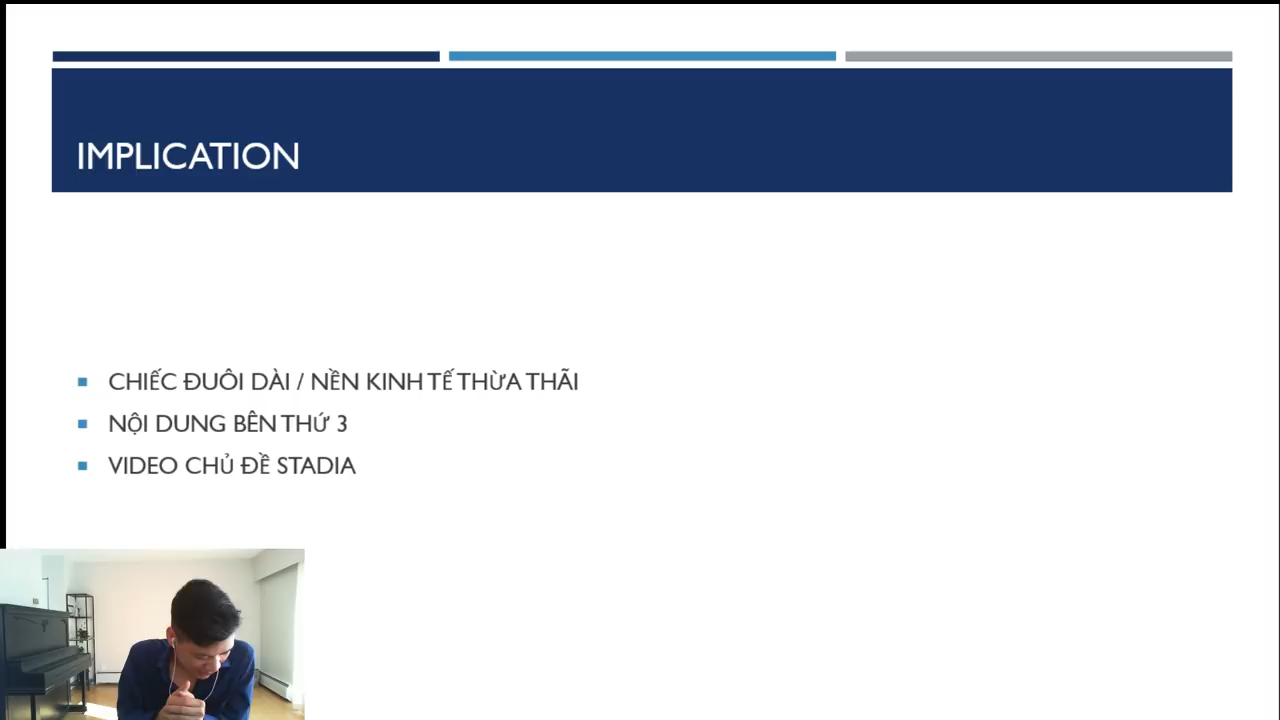 IMPLICATION
CHIẾC ĐUÔI DÀI / NỀN KINH TẾ THỪA THÃI
NỘI DUNG BÊN THỨ 3
VIDEO CHỦ ĐỀ STADIA